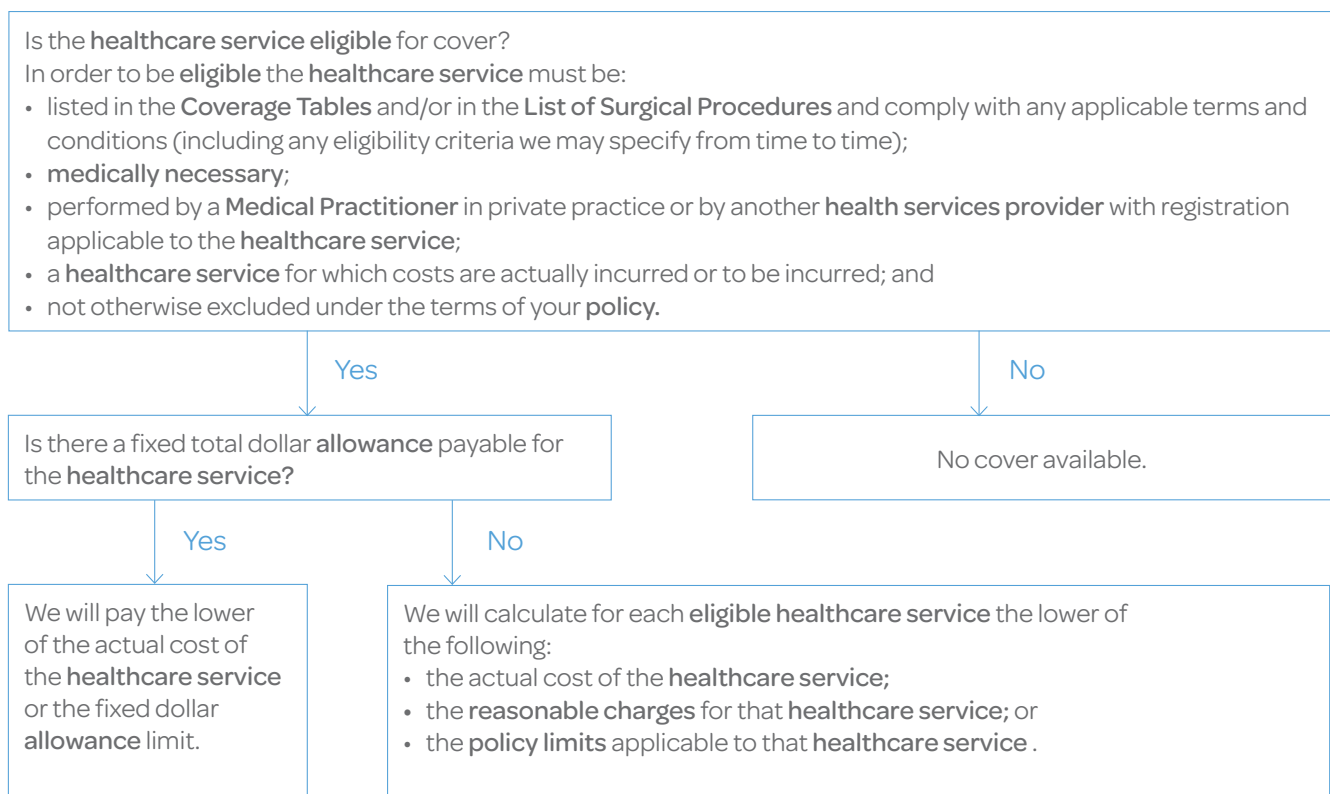 Is the healthcare service eligible for cover?
In order to be eligible the healthcare service must be:
• listed in the Coverage Tables and/or in the List of Surgical Procedures and comply with any applicable terms and
conditions (including any eligibility criteria we may specify from time to time);
• medically necessary;
• performed by a Medical Practitioner in private practice or by another health services provider with registration
applicable to the healthcare service;
• a healthcare service for which costs are actually incurred or to be incurred; and
• not otherwise excluded under the terms of your policy.
Yes
No
Is there a fixed total dollar allowance payable for
the healthcare service?
No cover available.
Yes
No
We will pay the lower
of the actual cost of
the healthcare service
or the fixed dollar
allowance limit.
We will calculate for each eligible healthcare service the lower of
the following:
• the actual cost of the healthcare service;
• the reasonable charges for that healthcare service; or
• the policy limits applicable to that healthcare service .